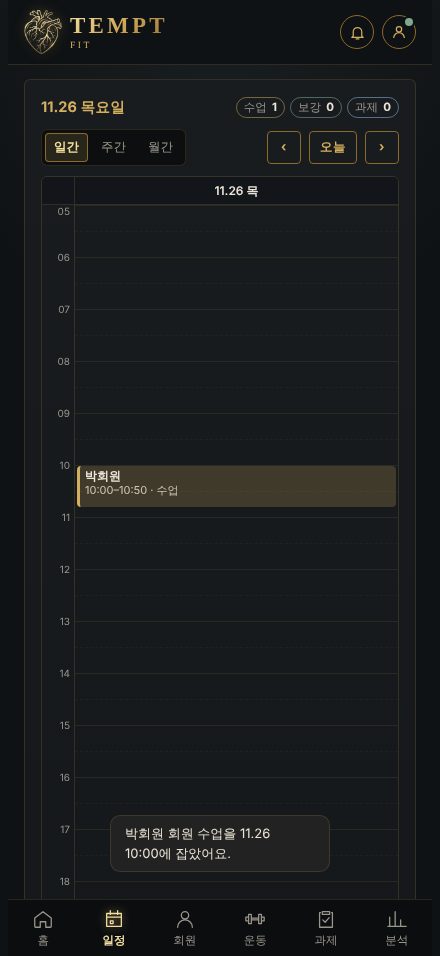 TEMPT
FIT
11.26 목요일
수업 1
보강 0
과제 0
일간
주간
월간
‹
오늘
›
11.26 목
05
06
07
08
09
10
박회원
10:00–10:50 · 수업
11
12
13
14
15
16
17
박회원 회원 수업을 11.26
10:00에 잡았어요.
18
홈
일정
회원
운동
과제
분석